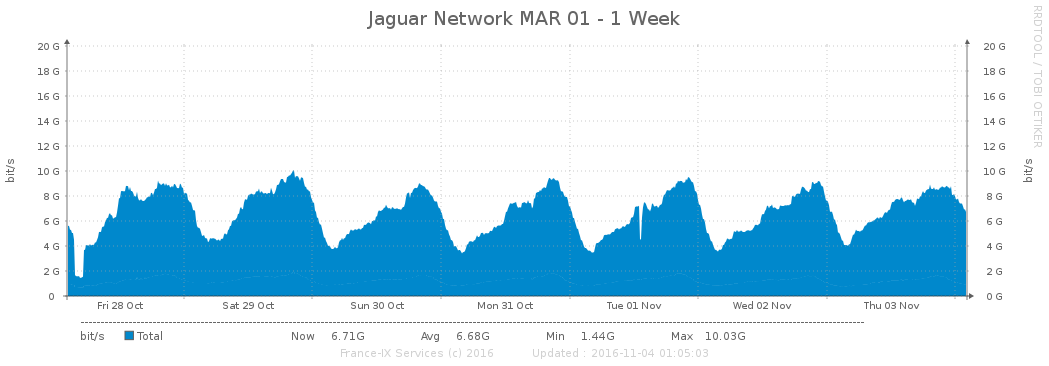 Jaguar Network MAR 01 - 1 Week
RRDTOOL / TOBI OETIKER
bit/s
20 G
18 G
16 G
14 G
12 G
10 G
8 G
6 G
4 G
2 G
0
20 G
18 G
16 G
14 G
12 G
10 G
8 G
6 G
4 G
2 G
0 G
bit/s
Fri 28 Oct Sat 29 Oct Sun 30 Oct Mon 31 Oct Tue 01 Nov Wed 02 Nov Thu 03 Nov
bit/s Total Now 6.71G Avg 6.68G Min 1.44G Max 10.03G
France-IX Services (c) 2016 Updated : 2016-11-04 01:05:03